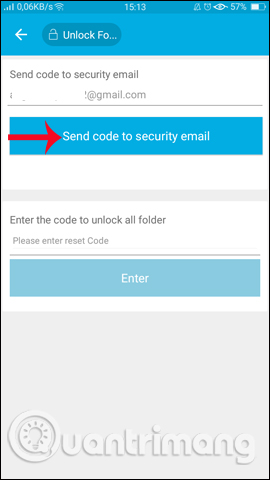 0,06KB/s 15:13 57%
Unlock Fo...
Send code to security email
@gmail.com
Send code to security email
Enter the code to unlock all folder
Please enter reset Code
Enter
Quantrimang